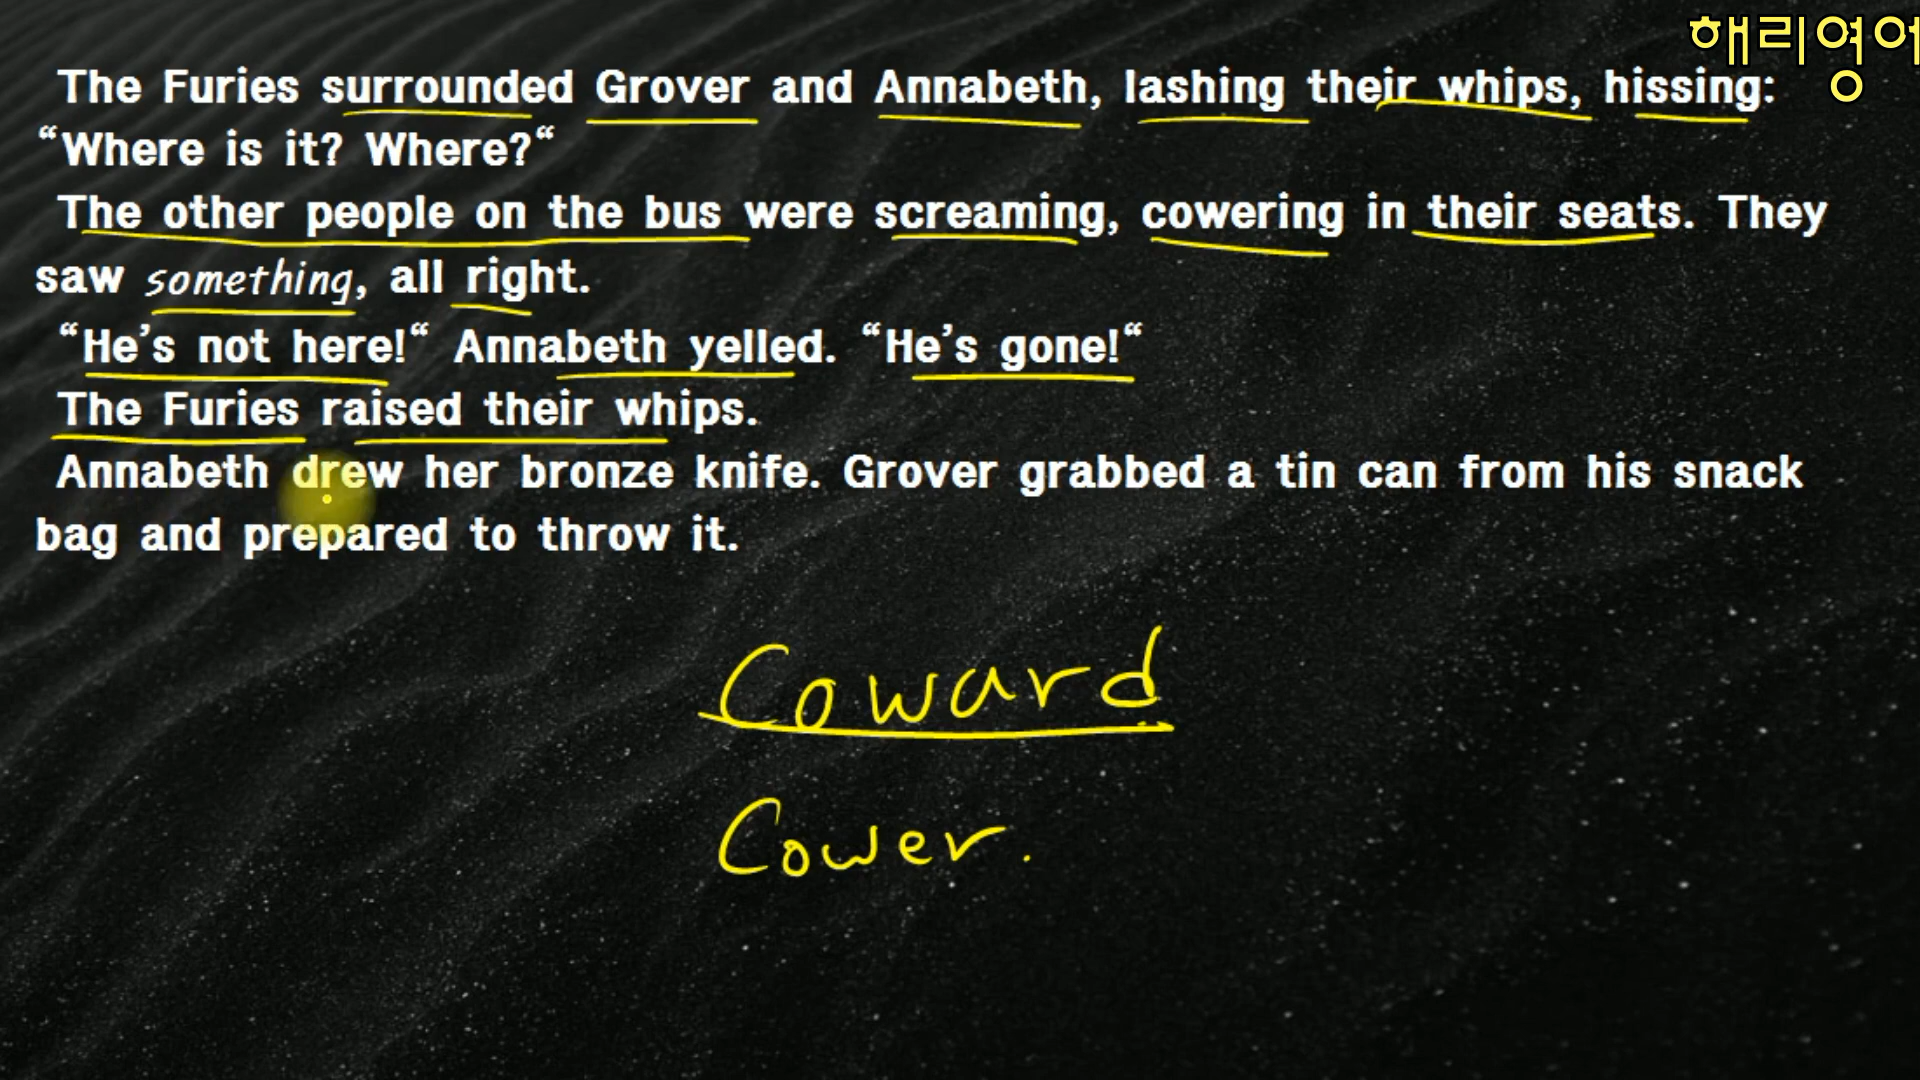 해리영어
The Furies surrounded Grover and Annabeth, lashing their whips, hissing:
“Where is it? Where?“
The other people on the bus were screaming, cowering in their seats. They
saw something, all right.
“He’s not here!“ Annabeth yelled. “He’s gone!“
The Furies raised their whips.
Annabeth drew her bronze knife. Grover grabbed a tin can from his snack
bag and prepared to throw it.
Coward
Cower.